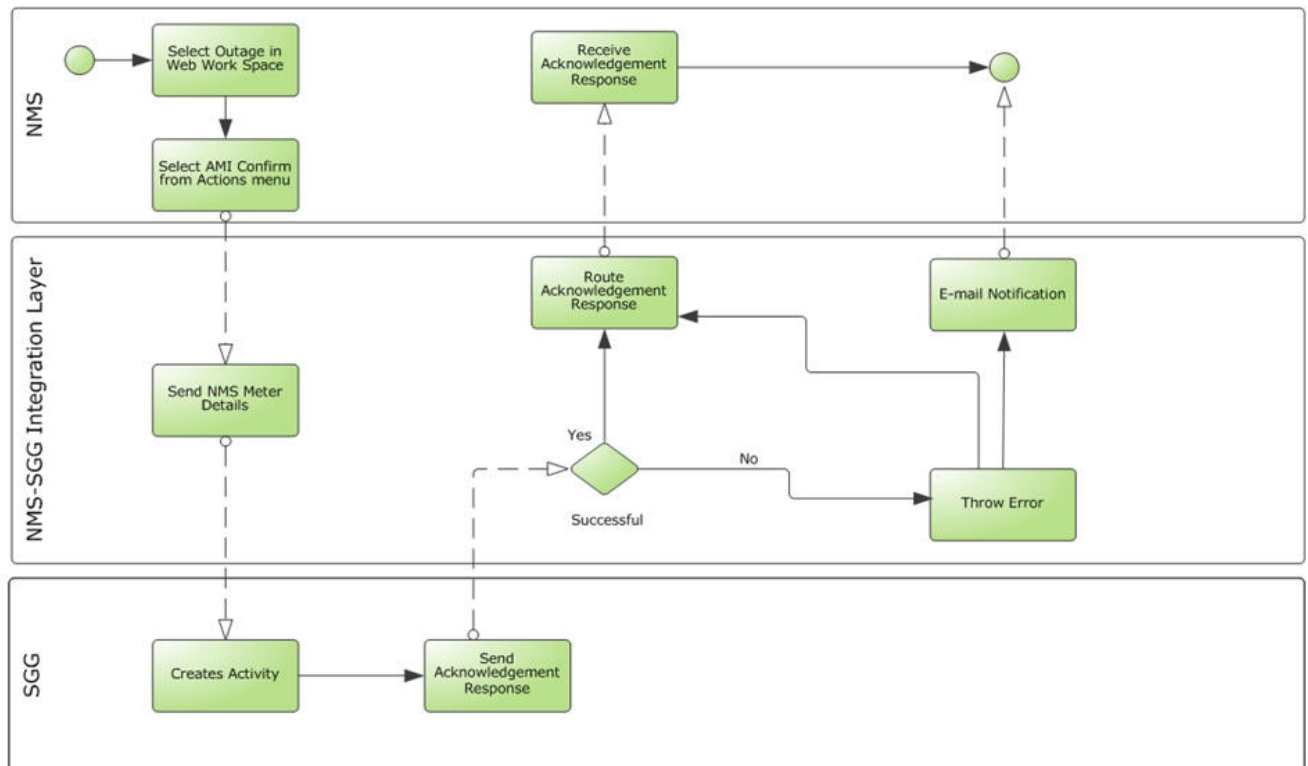 NMS
Select Outage in
Web Work Space
Receive
Acknowledgement
Response
Select AMI Confirm
from Actions menu
NMS-SGG Integration Layer
Route
Acknowledgement
Response
E-mail Notification
Send NMS Meter
Details
Yes
No
Successful
Throw Error
SGG
Creates Activity
Send
Acknowledgement
Response